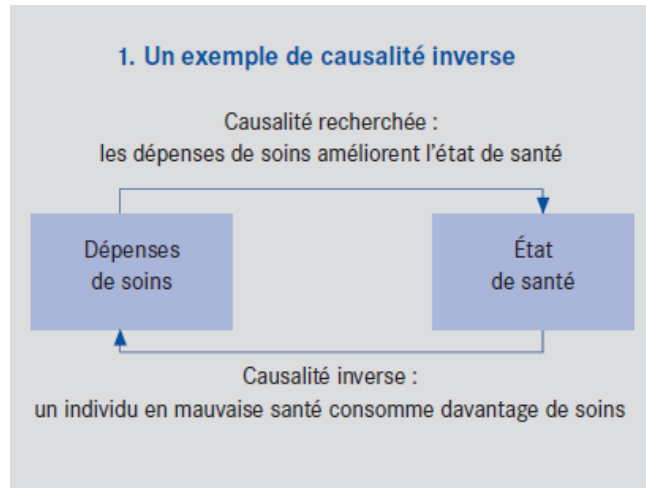 1. Un exemple de causalité inverse
Causalité recherchée :
les dépenses de soins améliorent l'état de santé
Dépenses
de soins
État
de santé
Causalité inverse :
un individu en mauvaise santé consomme davantage de soins